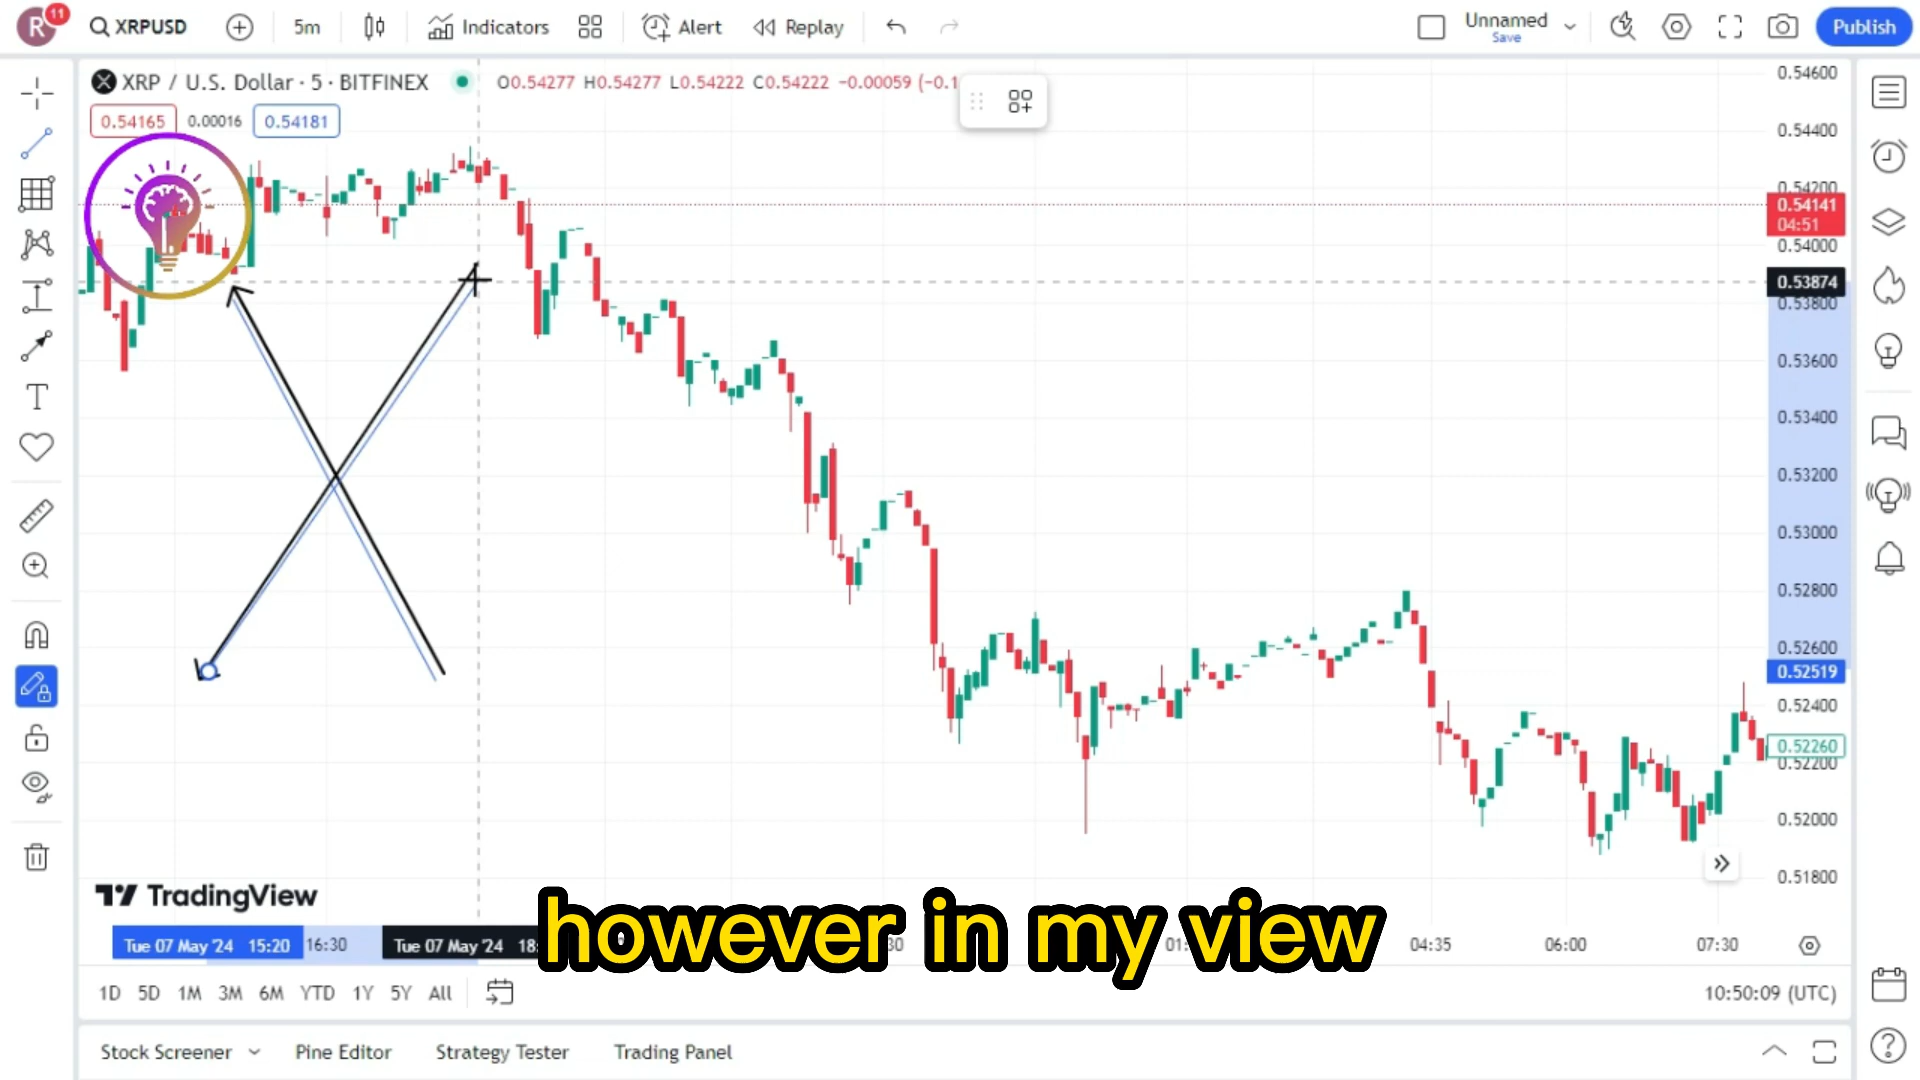 R 11 XRPUSD 5m Indicators Alert Replay Unnamed Save Publish
XRP / U.S. Dollar · 5 · BITFINEX O0.54277 H0.54277 L0.54222 C0.54222 −0.00059 (−0.1
0.54165 0.00016 0.54181
0.54600
0.54400
0.54200
0.54141
04:51
0.54000
0.53874
0.53800
0.53600
0.53400
0.53200
0.53000
0.52800
0.52600
0.52519
0.52400
0.52260
0.52200
0.52000
0.51800
TradingView
however in my view
Tue 07 May '24 15:20 16:30 Tue 07 May '24 18: 04:35 06:00 07:30
1D 5D 1M 3M 6M YTD 1Y 5Y All 10:50:09 (UTC)
Stock Screener Pine Editor Strategy Tester Trading Panel